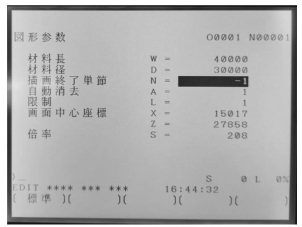 図形参数 O0001 N00001
材料長 W = 40000
材料径 D = 30000
描画終了単節 N = -1
自動消去 A = 1
限制 L = 1
画面中心座標 X = 15017
Z = 27858
倍率 S = 208
)_
S 0 L 0%
EDIT **** *** *** 16:44:32
( 標準 )( )( )( )( )